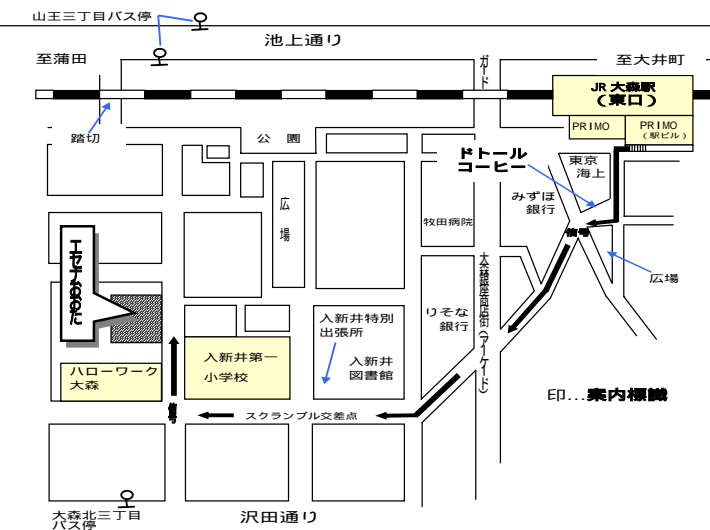 山王三丁目バス停
池上通り
至蒲田
ガード
至大井町
JR 大森駅
（東口）
PRIMO
PRIMO
（駅ビル）
踏切
公園
ドトール
コーヒー
東京
海上
みずほ
銀行
広場
牧田病院
信号
広場
エセナおおた
大森銀座商店街（アーケード）
りそな
銀行
入新井特別
出張所
入新井
図書館
入新井第一
小学校
ハローワーク
大森
印…案内標識
信号
スクランブル交差点
大森北三丁目
バス停
沢田通り